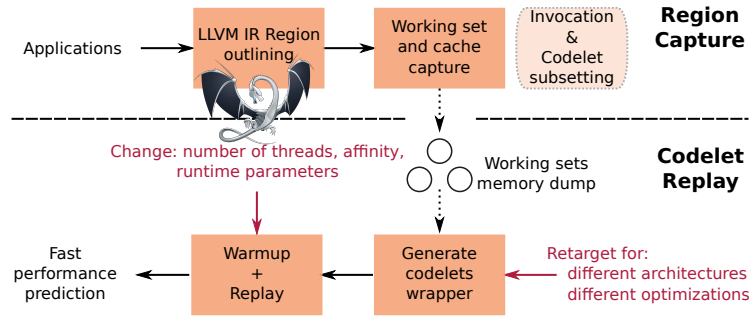 Applications
LLVM IR Region
outlining
Working set
and cache
capture
Invocation
&
Codelet
subsetting
Region
Capture
Change: number of threads, affinity,
runtime parameters
Working sets
memory dump
Codelet
Replay
Fast
performance
prediction
Warmup
+
Replay
Generate
codelets
wrapper
Retarget for:
different architectures
different optimizations